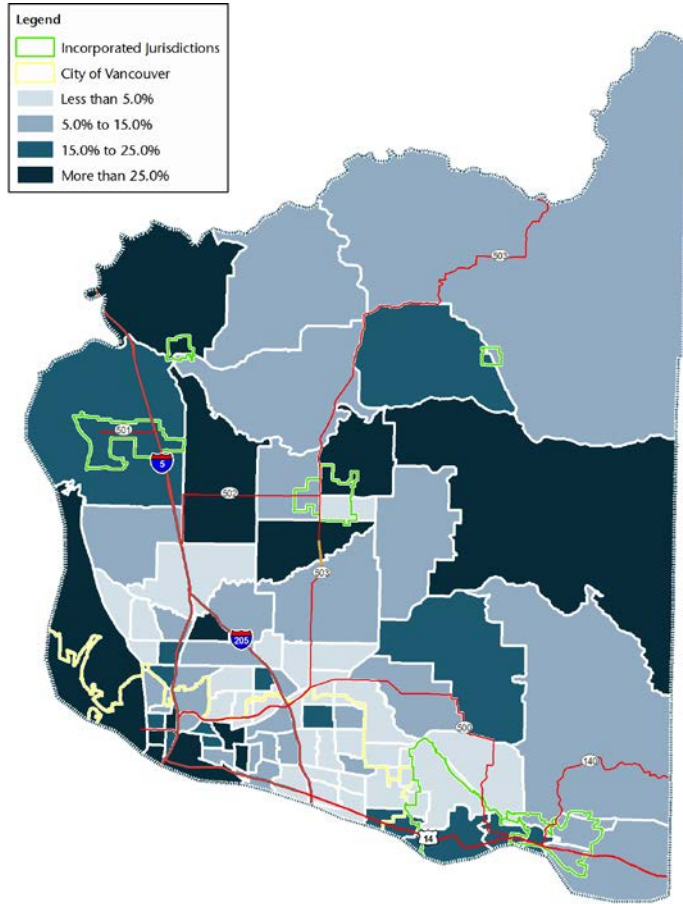 Legend
Incorporated Jurisdictions
City of Vancouver
Less than 5.0%
5.0% to 15.0%
15.0% to 25.0%
More than 25.0%
503
501
5
502
503
205
500
140
14